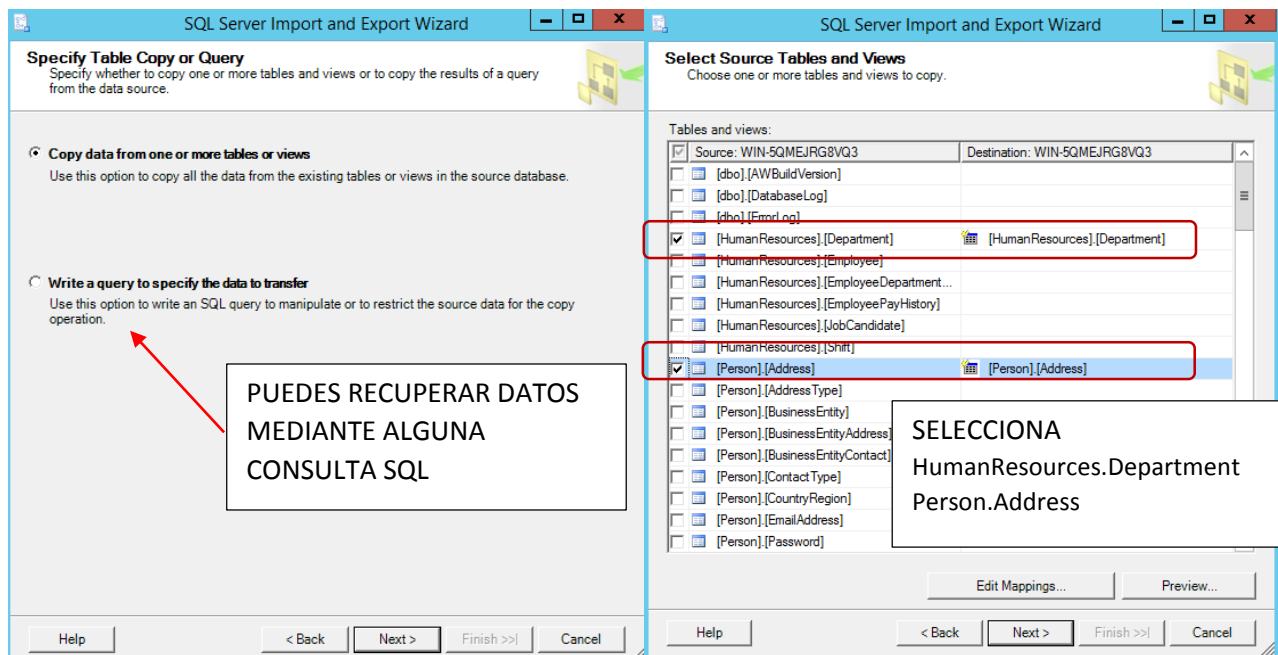 SQL Server Import and Export Wizard
Specify Table Copy or Query
Specify whether to copy one or more tables and views or to copy the results of a query
from the data source.
Copy data from one or more tables or views
Use this option to copy all the data from the existing tables or views in the source database.
Write a query to specify the data to transfer
Use this option to write an SQL query to manipulate or to restrict the source data for the copy
operation.
PUEDES RECUPERAR DATOS
MEDIANTE ALGUNA
CONSULTA SQL
Help
< Back
Next >
Finish >>|
Cancel
SQL Server Import and Export Wizard
Select Source Tables and Views
Choose one or more tables and views to copy.
Tables and views:
Source: WIN-5QMEJRG8VQ3 Destination: WIN-5QMEJRG8VQ3
[dbo].[AWBuildVersion]
[dbo].[DatabaseLog]
[dbo].[ErrorLog]
[HumanResources].[Department] [HumanResources].[Department]
[HumanResources].[Employee]
[HumanResources].[EmployeeDepartment...
[HumanResources].[EmployeePayHistory]
[HumanResources].[JobCandidate]
[HumanResources].[Shift]
[Person].[Address] [Person].[Address]
[Person].[AddressType]
[Person].[BusinessEntity]
[Person].[BusinessEntityAddress]
[Person].[BusinessEntityContact]
[Person].[ContactType]
[Person].[CountryRegion]
[Person].[EmailAddress]
[Person].[Password]
SELECCIONA
HumanResources.Department
Person.Address
Edit Mappings...
Preview...
Help
< Back
Next >
Finish >>|
Cancel